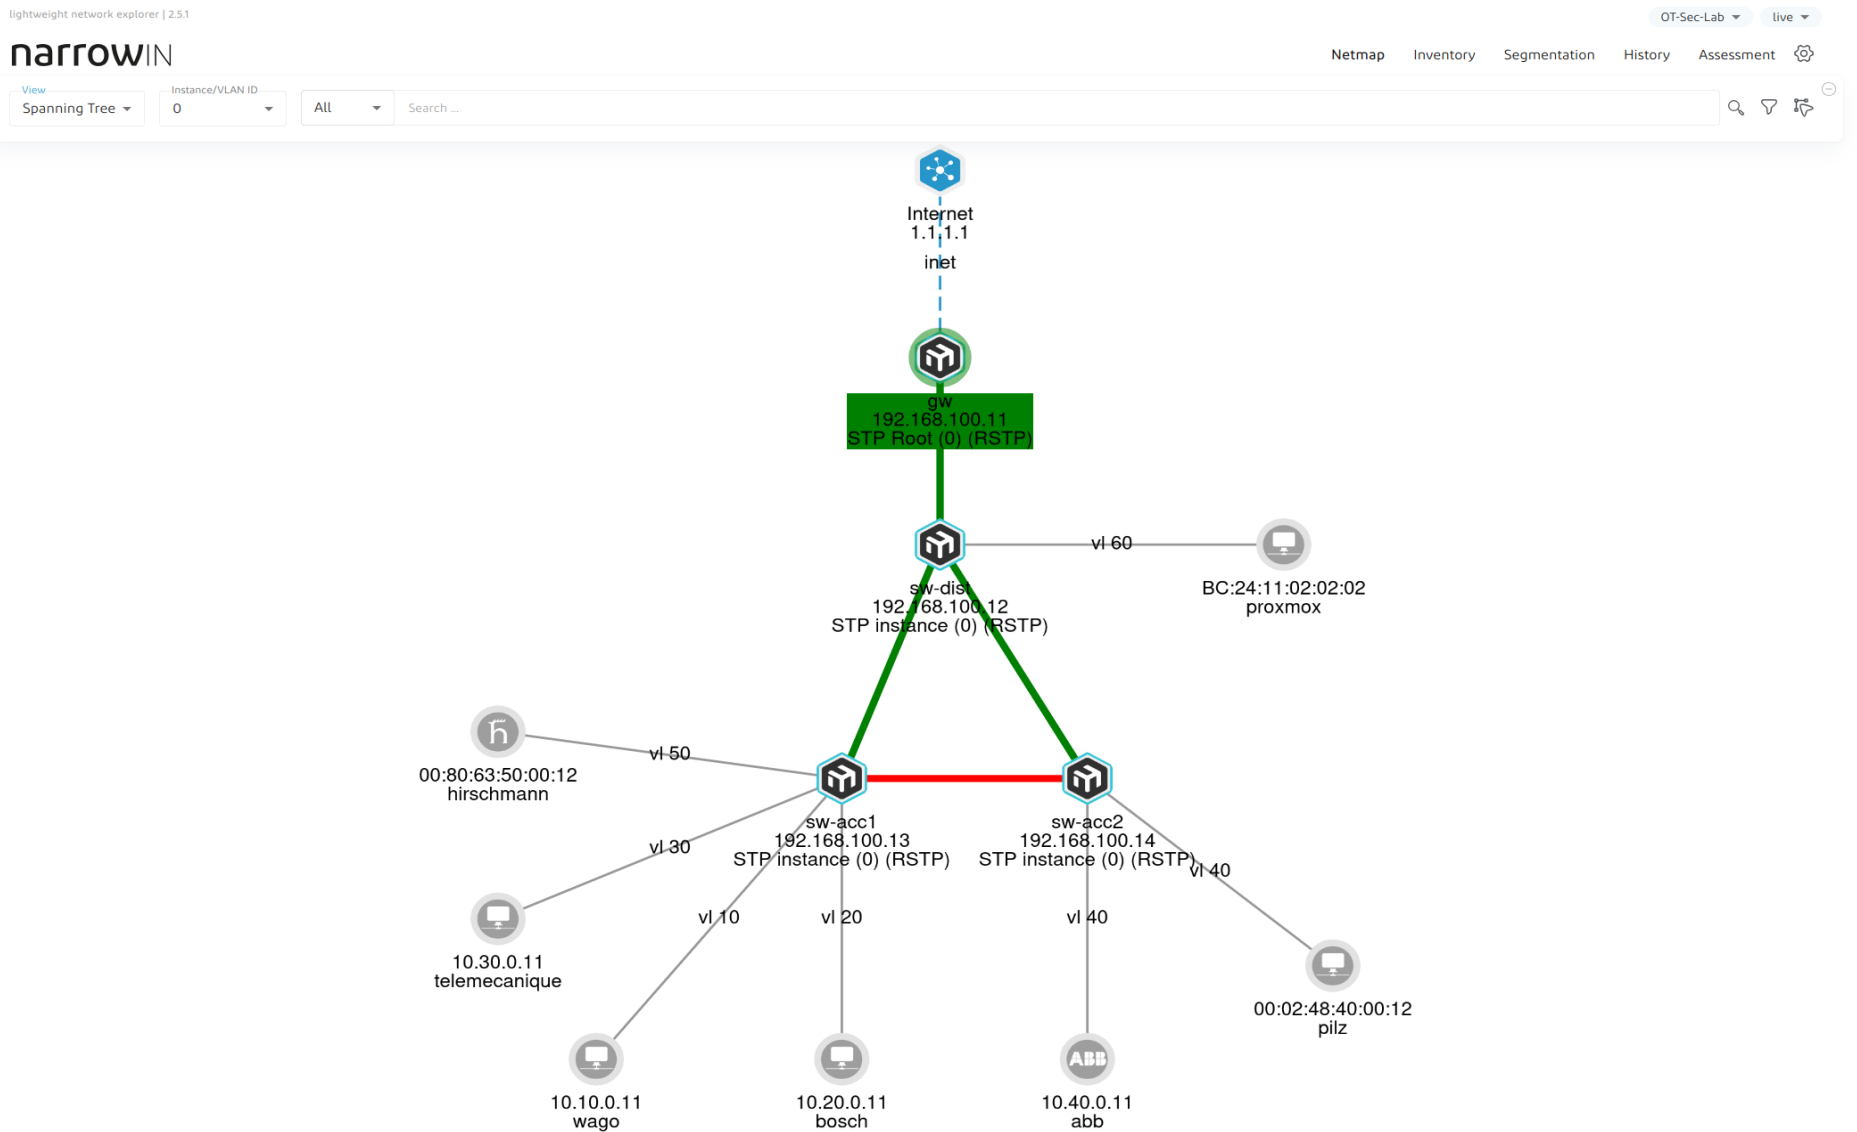 lightweight network explorer | 2.5.1
OT-Sec-Lab
live
narrowIN
Netmap
Inventory
Segmentation
History
Assessment
View
Spanning Tree
Instance/VLAN ID
0
All
Search ...
Internet
1.1.1.1
inet
gw
192.168.100.11
STP Root (0) (RSTP)
vl 60
sw-dist
192.168.100.12
STP instance (0) (RSTP)
BC:24:11:02:02:02
proxmox
vl 50
00:80:63:50:00:12
hirschmann
sw-acc1
192.168.100.13
STP instance (0) (RSTP)
sw-acc2
192.168.100.14
STP instance (0) (RSTP)
vl 30
vl 40
vl 10
vl 20
vl 40
10.30.0.11
telemecanique
00:02:48:40:00:12
pilz
ABB
10.10.0.11
wago
10.20.0.11
bosch
10.40.0.11
abb